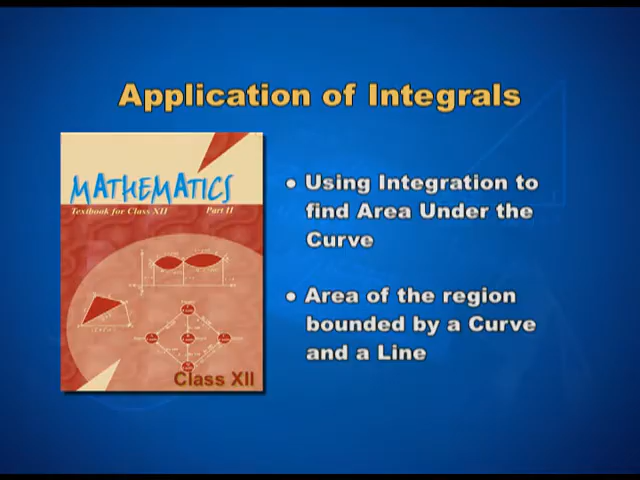 Application of Integrals
MATHEMATICS
Textbook for Class XII Part II
Class XII
● Using Integration to
find Area Under the
Curve
● Area of the region
bounded by a Curve
and a Line